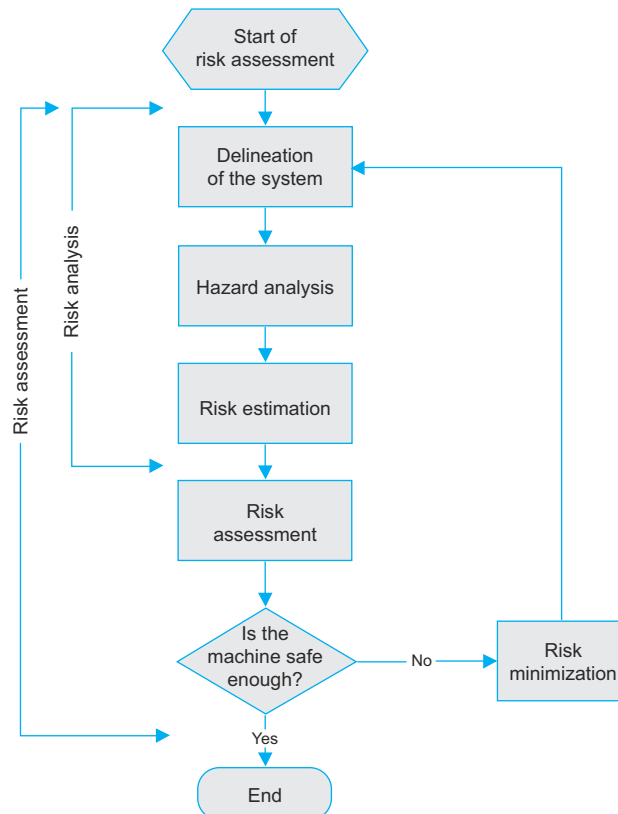 Start of
risk assessment
Delineation
of the system
Hazard analysis
Risk estimation
Risk
assessment
Is the
machine safe
enough?
No
Risk
minimization
Yes
End
Risk analysis
Risk assessment